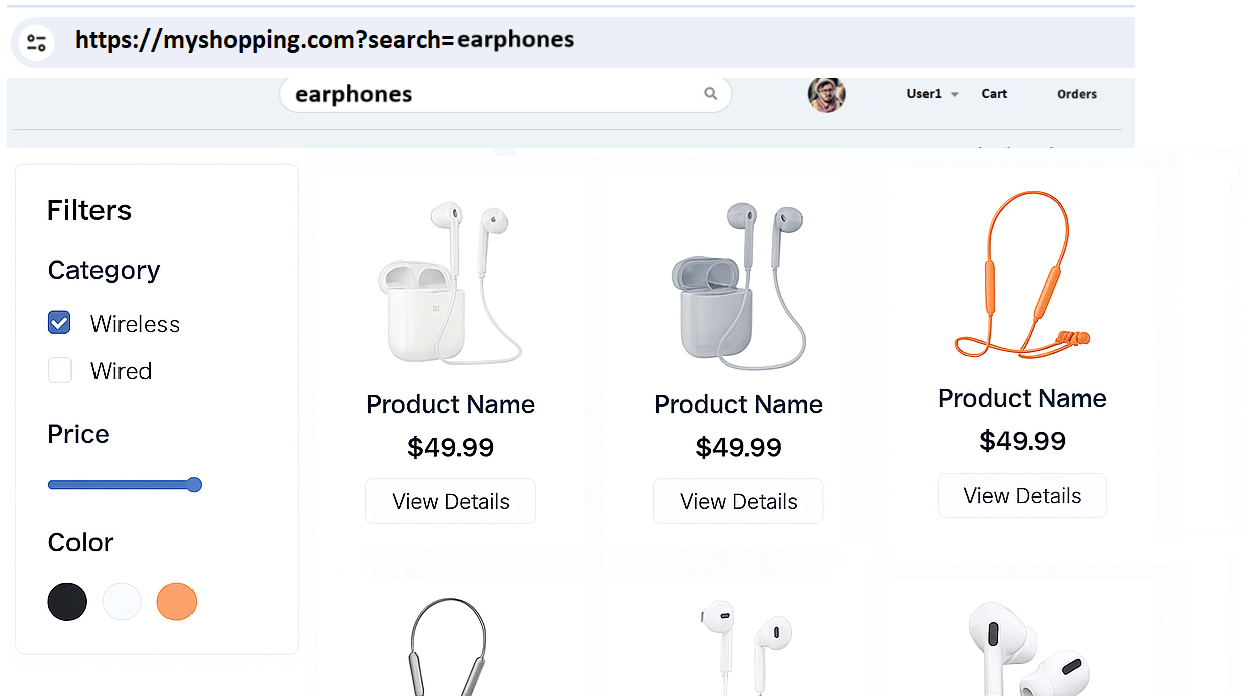 https://myshopping.com?search=earphones
earphones
User1 Cart Orders
Filters
Category
Wireless
Wired
Price
Color
Product Name
$49.99
View Details
Product Name
$49.99
View Details
Product Name
$49.99
View Details